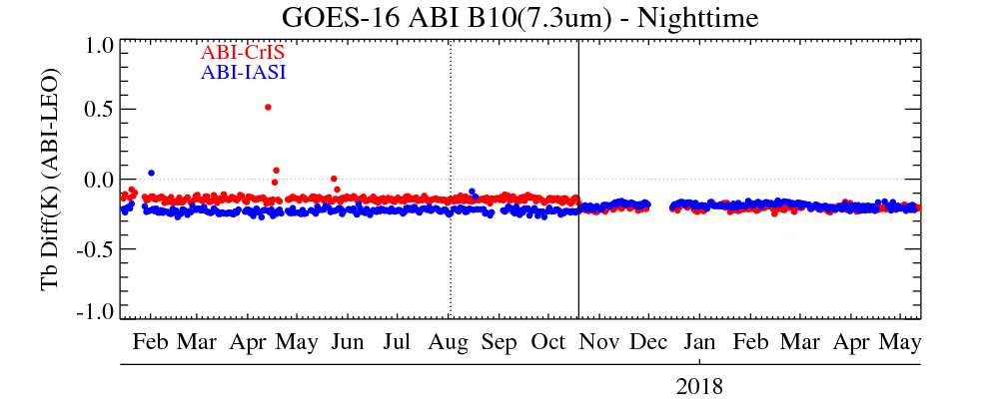 GOES-16 ABI B10(7.3um) - Nighttime
ABI-CrIS
ABI-IASI
Tb Diff(K) (ABI-LEO)
1.0
0.5
0.0
-0.5
-1.0
Feb Mar Apr May Jun Jul Aug Sep Oct Nov Dec Jan Feb Mar Apr May
2018